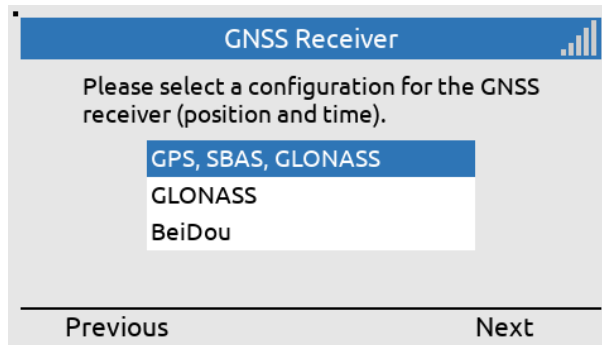 GNSS Receiver
Please select a configuration for the GNSS
receiver (position and time).
GPS, SBAS, GLONASS
GLONASS
BeiDou
Previous Next